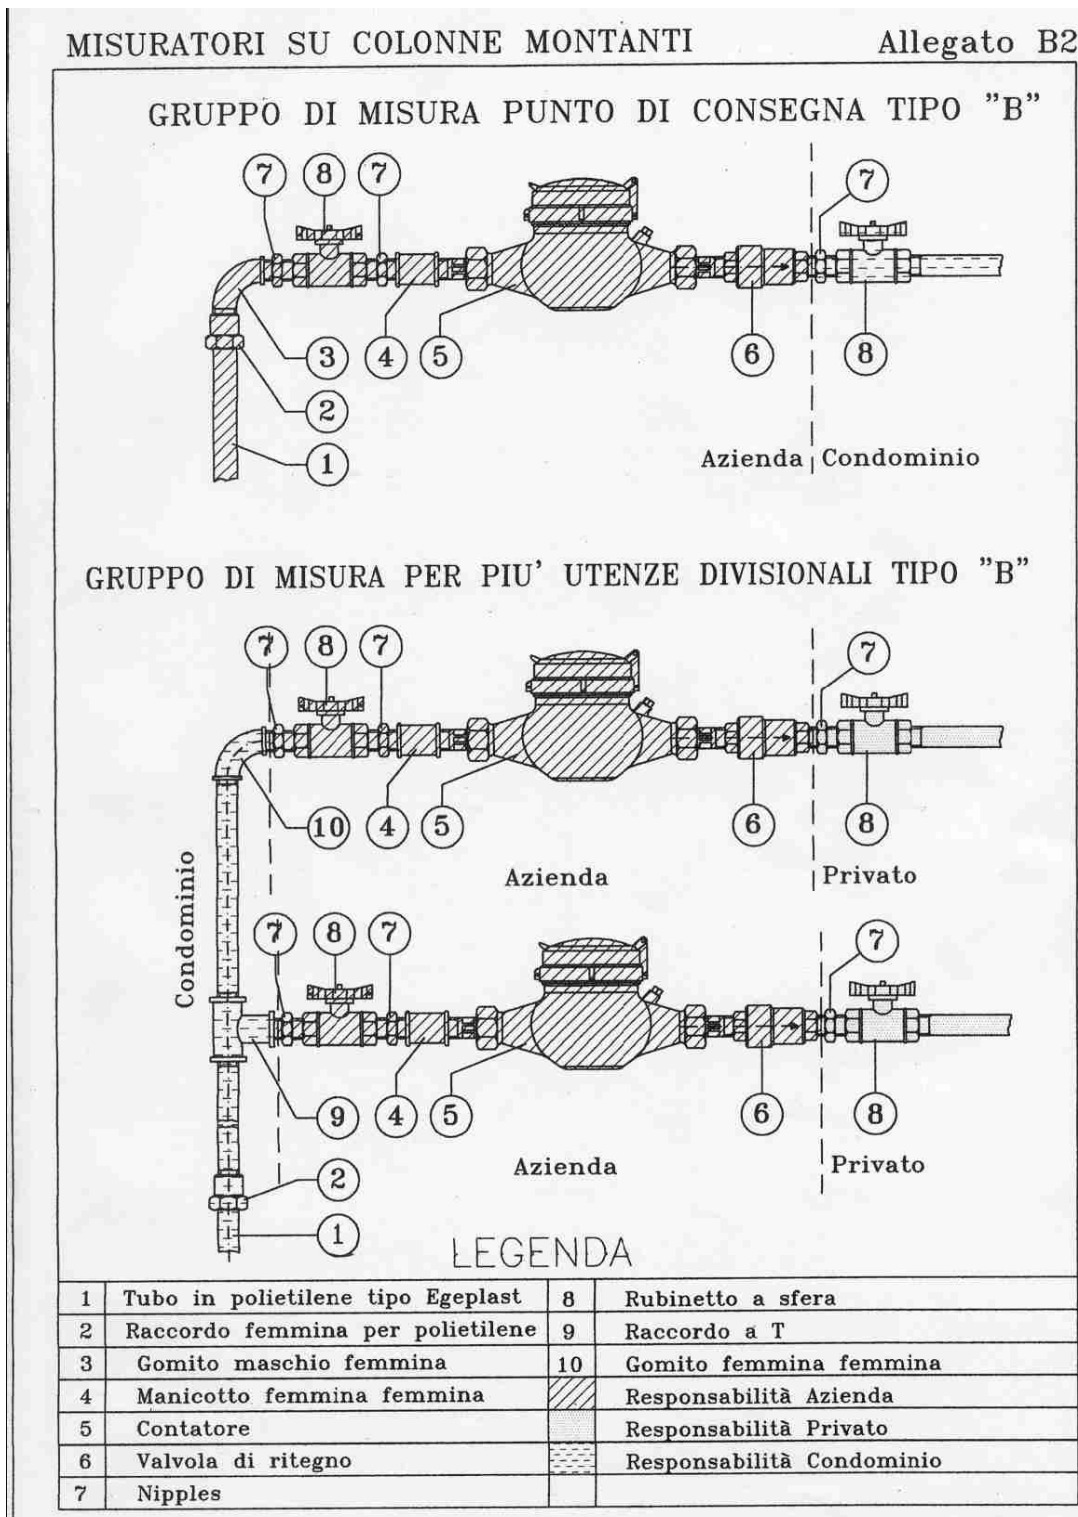 MISURATORI SU COLONNE MONTANTI Allegato B2
GRUPPO DI MISURA PUNTO DI CONSEGNA TIPO "B"
7 8 7 7
3 4 5 6 8
2
1
Azienda Condominio
GRUPPO DI MISURA PER PIU' UTENZE DIVISIONALI TIPO "B"
7 8 7 7
10 4 5 6 8
Azienda Privato
Condominio
7 8 7 7
9 4 5 6 8
Azienda Privato
2
1
LEGENDA
1 Tubo in polietilene tipo Egeplast 8 Rubinetto a sfera
2 Raccordo femmina per polietilene 9 Raccordo a T
3 Gomito maschio femmina 10 Gomito femmina femmina
4 Manicotto femmina femmina Responsabilità Azienda
5 Contatore Responsabilità Privato
6 Valvola di ritegno Responsabilità Condominio
7 Nipples